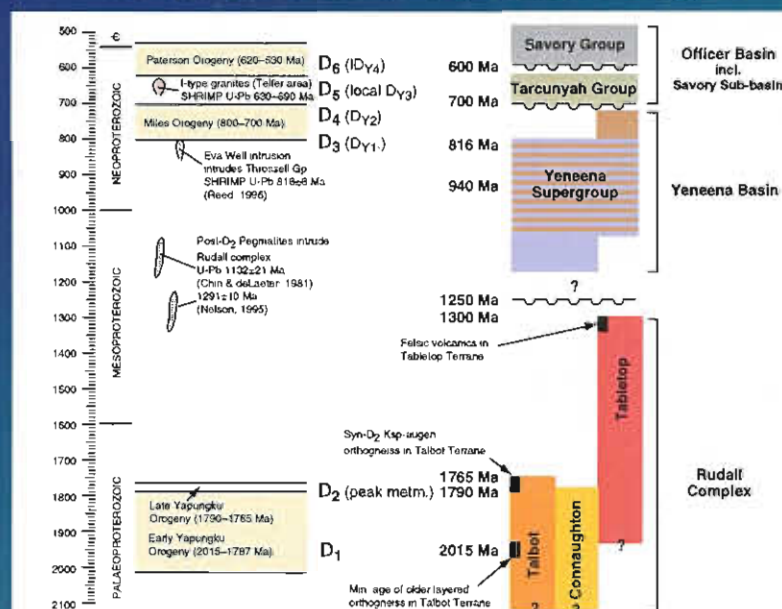 500
600
700
800
900
1000
1100
1200
1300
1400
1500
1600
1700
1800
1900
2000
2100
Є
NEOPROTEROZOIC
MESOPROTEROZOIC
PALAEOPROTEROZOIC
Paterson Orogeny (620–530 Ma)
I-type granites (Telfer area)
SHRIMP U-Pb 630–690 Ma
Miles Orogeny (800–700 Ma)
Eva Well intrusion
intrudes Throssell Gp
SHRIMP U-Pb 816±6 Ma
(Reed 1996)
Post-D2 Pegmatites intrude
Rudall complex
U-Pb 1132±21 Ma
(Chin & deLaeter 1981)
1291±10 Ma
(Nelson, 1995)
Late Yapungku
Orogeny (1790–1765 Ma)
Early Yapungku
Orogeny (2015–1787 Ma)
D6 (IDY4)
D5 (local DY3)
D4 (DY2)
D3 (DY1.)
D2 (peak metm.)
D1
600 Ma
700 Ma
816 Ma
940 Ma
1250 Ma
1300 Ma
1765 Ma
1790 Ma
2015 Ma
Felsic volcanics in
Tabletop Terrane
Syn-D2 Ksp-augen
orthogneiss in Talbot Terrane
Min age of older layered
orthogneiss in Talbot Terrane
Savory Group
Tarcunyah Group
Yeneena
Supergroup
?
Tabletop
?
Talbot
?
Connaughton
?
Officer Basin
incl.
Savory Sub-basin
Yeneena Basin
Rudall
Complex